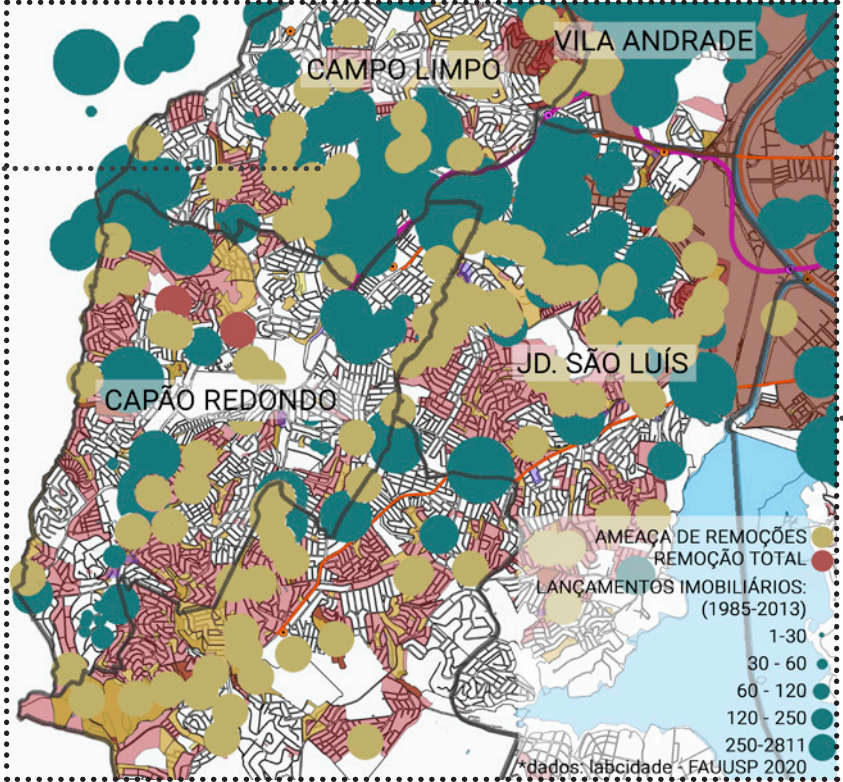 VILA ANDRADE
CAMPO LIMPO
JD. SÃO LUÍS
CAPÃO REDONDO
AMEAÇA DE REMOÇÕES
REMOÇÃO TOTAL
LANÇAMENTOS IMOBILIÁRIOS:
(1985-2013)
1-30
30 - 60
60 - 120
120 - 250
250-2811
*dados: labcidade - FAUUSP 2020